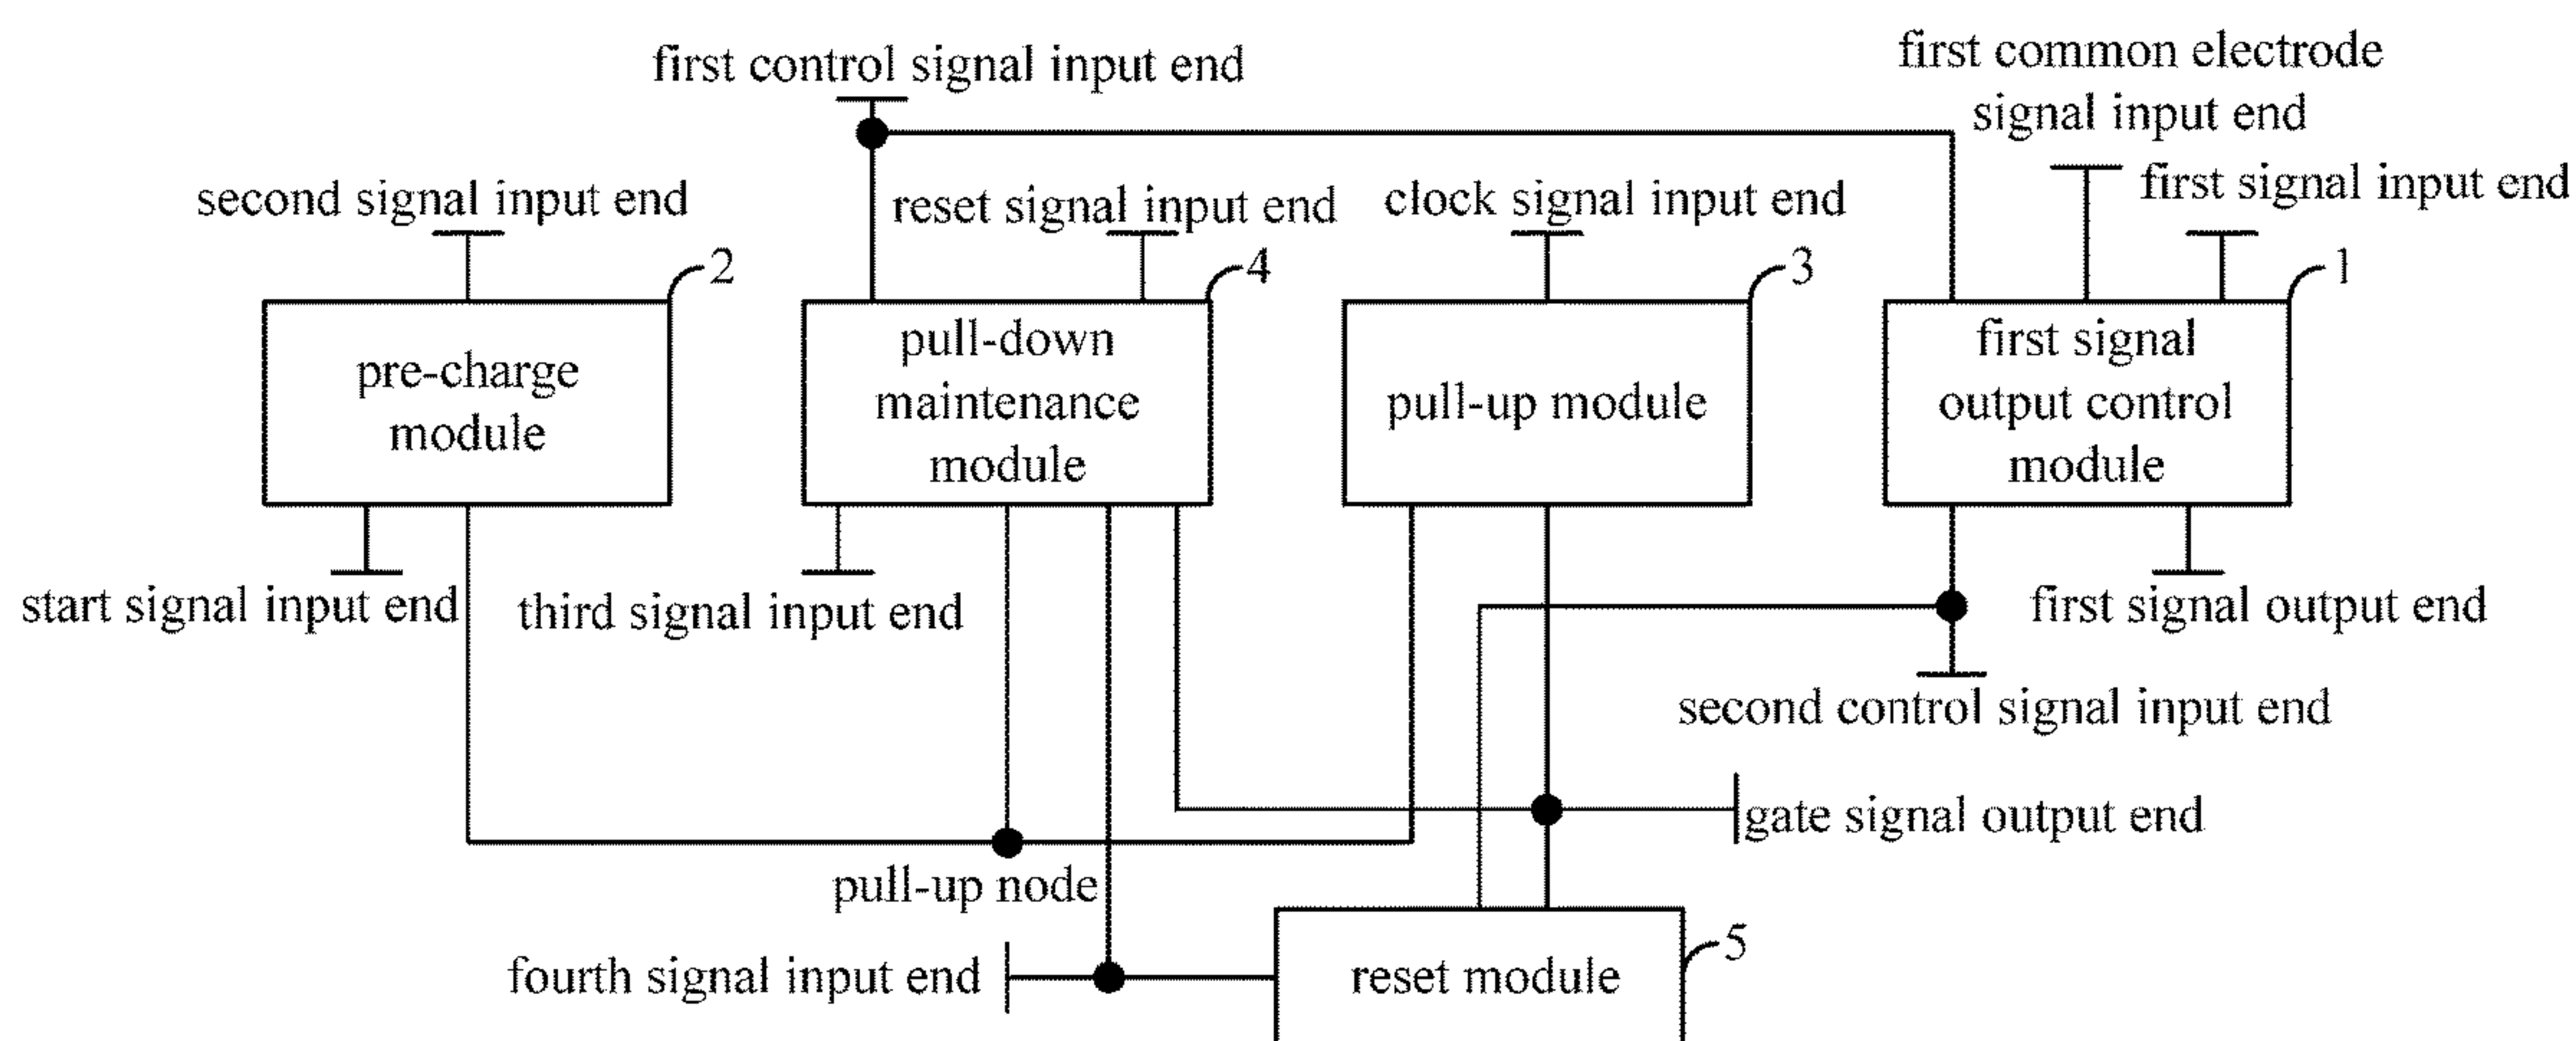 first control signal input end
first common electrode
signal input end
second signal input end
reset signal input end
clock signal input end
first signal input end
2
4
3
1
pre-charge
module
pull-down
maintenance
module
pull-up module
first signal
output control
module
start signal input end
third signal input end
first signal output end
second control signal input end
gate signal output end
pull-up node
fourth signal input end
reset module
5